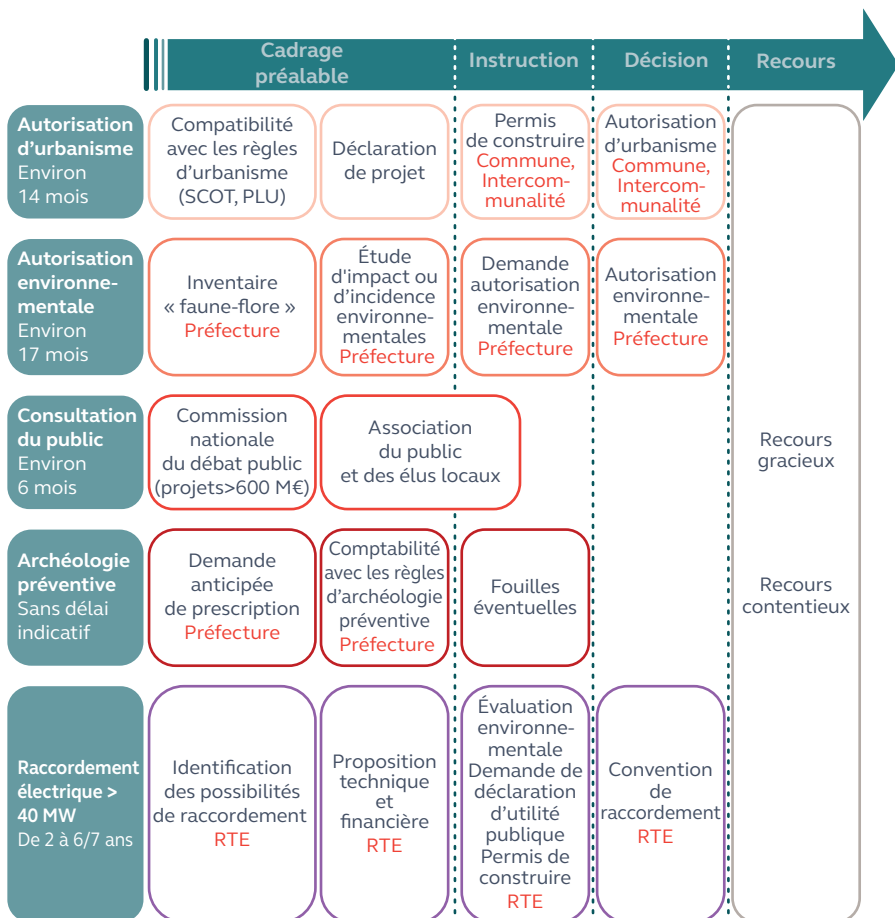 Cadrage
préalable
Instruction
Décision
Recours
Autorisation
d'urbanisme
Environ
14 mois
Compatibilité
avec les règles
d'urbanisme
(SCOT, PLU)
Déclaration
de projet
Permis
de construire
Commune,
Intercom-
munalité
Autorisation
d'urbanisme
Commune,
Intercom-
munalité
Autorisation
environne-
mentale
Environ
17 mois
Inventaire
« faune-flore »
Préfecture
Étude
d'impact ou
d'incidence
environne-
mentales
Préfecture
Demande
autorisation
environne-
mentale
Préfecture
Autorisation
environne-
mentale
Préfecture
Consultation
du public
Environ
6 mois
Commission
nationale
du débat public
(projets>600 M€)
Association
du public
et des élus locaux
Recours
gracieux
Archéologie
préventive
Sans délai
indicatif
Demande
anticipée
de prescription
Préfecture
Comptabilité
avec les règles
d'archéologie
préventive
Préfecture
Fouilles
éventuelles
Recours
contentieux
Raccordement
électrique >
40 MW
De 2 à 6/7 ans
Identification
des possibilités
de raccordement
RTE
Proposition
technique
et
financière
RTE
Évaluation
environne-
mentale
Demande de
déclaration
d'utilité
publique
Permis de
construire
RTE
Convention
de
raccordement
RTE